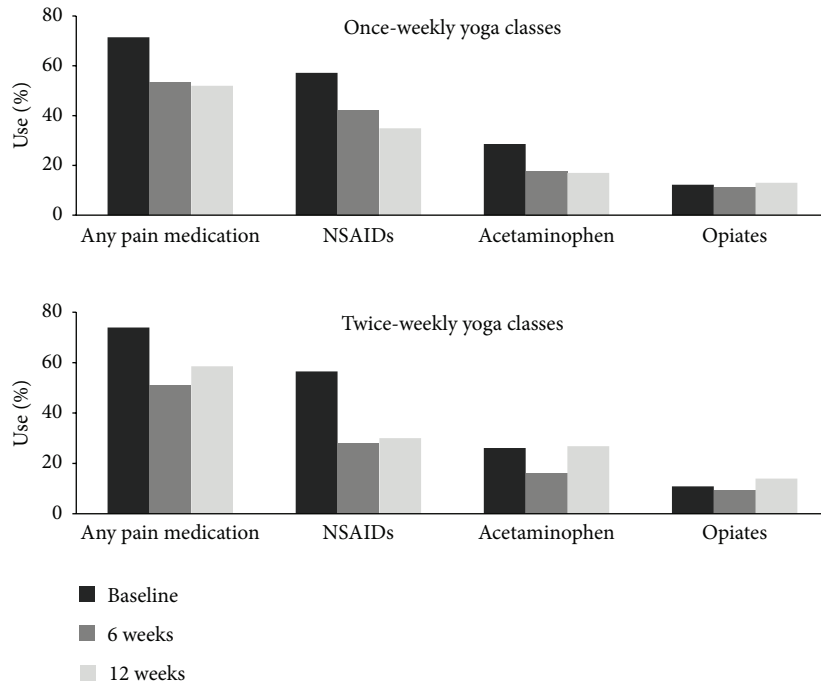 Once-weekly yoga classes
80
60
40
20
0
Use (%)
Any pain medication NSAIDs Acetaminophen Opiates
Twice-weekly yoga classes
80
60
40
20
0
Use (%)
Any pain medication NSAIDs Acetaminophen Opiates
Baseline
6 weeks
12 weeks